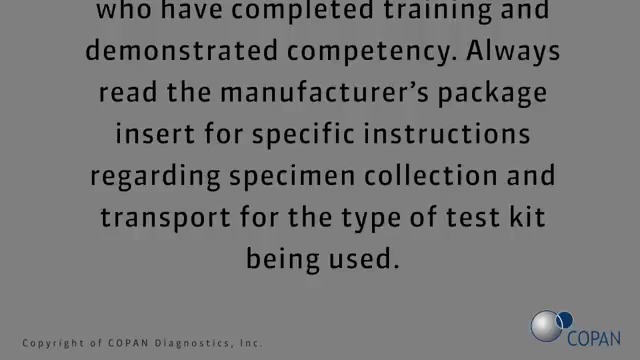 who have completed training and
demonstrated competency. Always
read the manufacturer’s package
insert for specific instructions
regarding specimen collection and
transport for the type of test kit
being used.
COPAN
Copyright of COPAN Diagnostics, Inc.